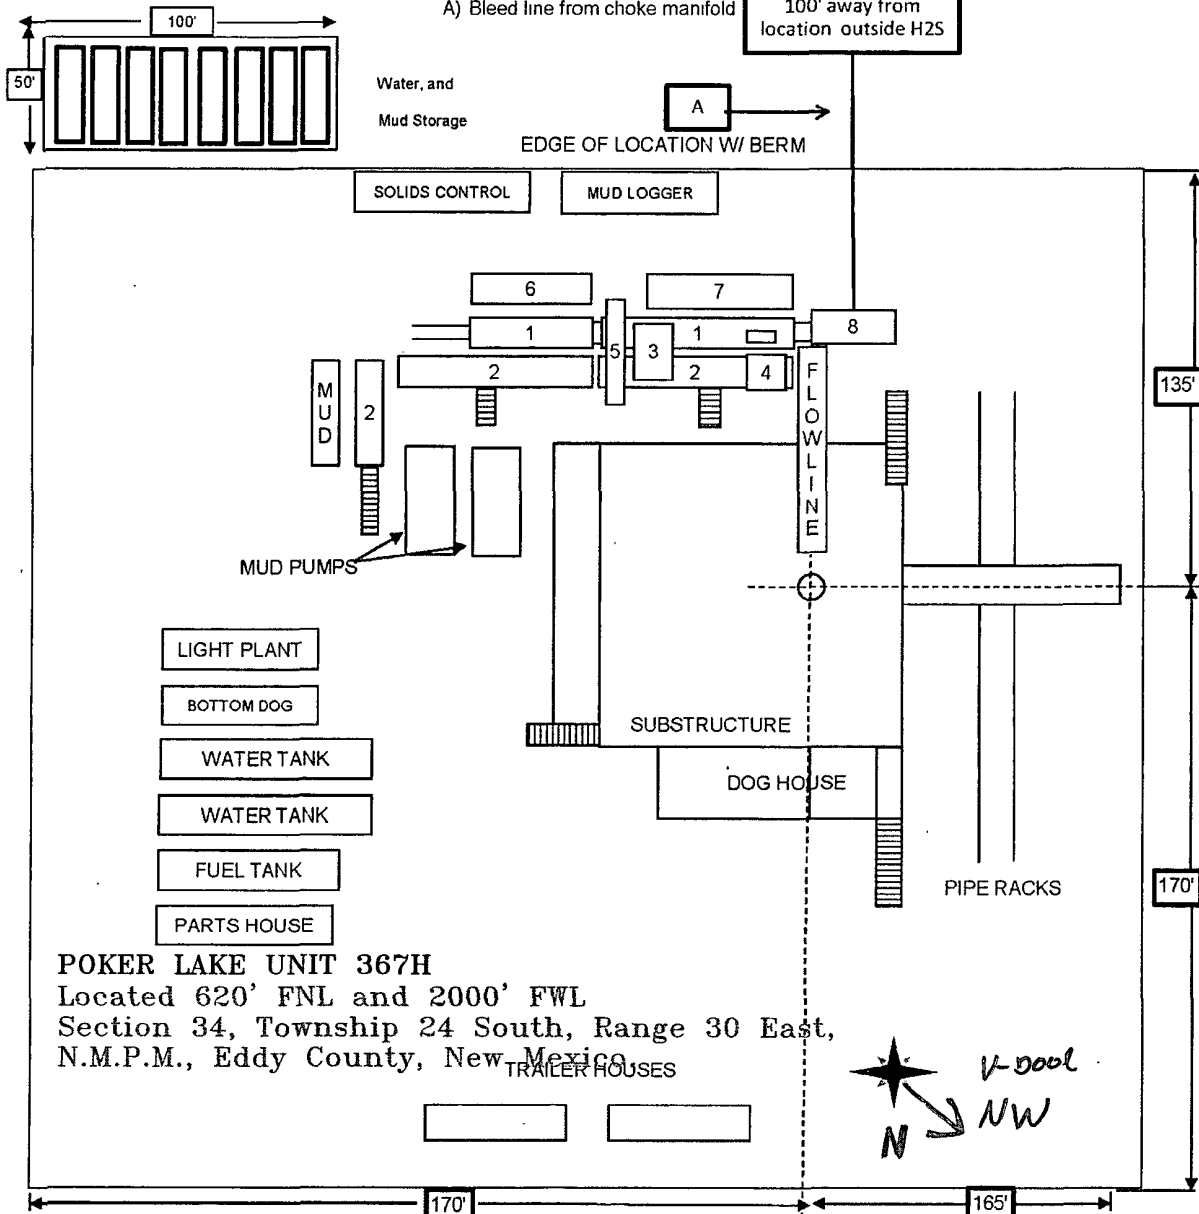 A) Bleed line from choke manifold
100' away from
location outside H2S
100'
50'
Water, and
Mud Storage
A
EDGE OF LOCATION W/ BERM
SOLIDS CONTROL
MUD LOGGER
6
7
1
5
3
1
8
2
2
4
MUD
2
FLOWLINE
135'
MUD PUMPS
LIGHT PLANT
BOTTOM DOG
WATER TANK
WATER TANK
FUEL TANK
PARTS HOUSE
SUBSTRUCTURE
DOG HOUSE
PIPE RACKS
170'
POKER LAKE UNIT 367H
Located 620' FNL and 2000' FWL
Section 34, Township 24 South, Range 30 East,
N.M.P.M., Eddy County, New Mexico
TRAILER HOUSES
V-DOOR
NW
N
170'
165'